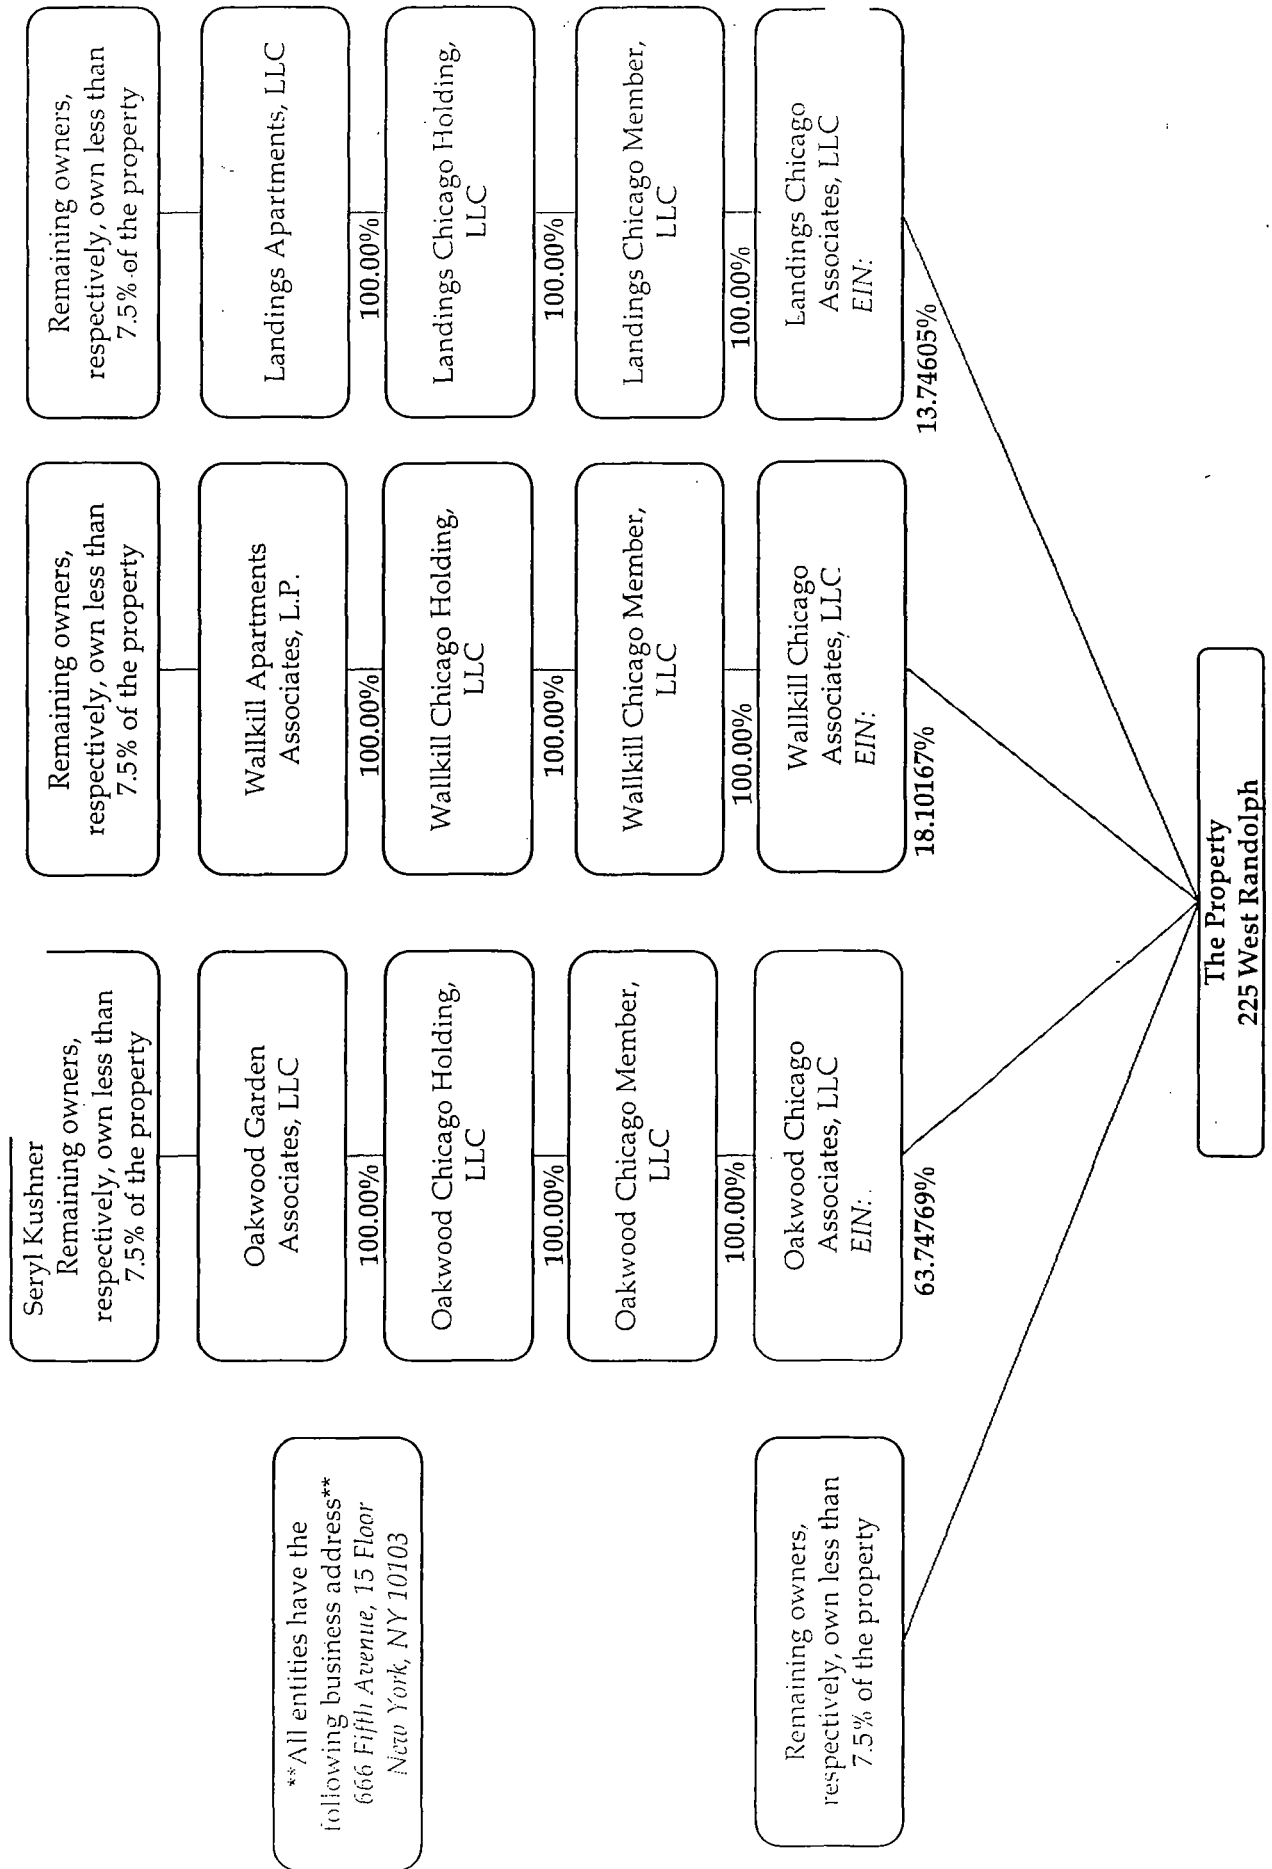 **All entities have the
following business address**
666 Fifth Avenue, 15 Floor
New York, NY 10103
Remaining owners,
respectively, own less than
7.5% of the property
Seryl Kushner
Remaining owners,
respectively, own less than
7.5% of the property
Oakwood Garden
Associates, LLC
100.00%
Oakwood Chicago Holding,
LLC
100.00%
Oakwood Chicago Member,
LLC
100.00%
Oakwood Chicago
Associates, LLC
EIN:
63.74769%
Remaining owners,
respectively, own less than
7.5% of the property
Wallkill Apartments
Associates, L.P.
100.00%
Wallkill Chicago Holding,
LLC
100.00%
Wallkill Chicago Member,
LLC
100.00%
Wallkill Chicago
Associates, LLC
EIN:
18.10167%
Remaining owners,
respectively, own less than
7.5% of the property
Landings Apartments, LLC
100.00%
Landings Chicago Holding,
LLC
100.00%
Landings Chicago Member,
LLC
100.00%
Landings Chicago
Associates, LLC
EIN:
13.74605%
The Property
225 West Randolph